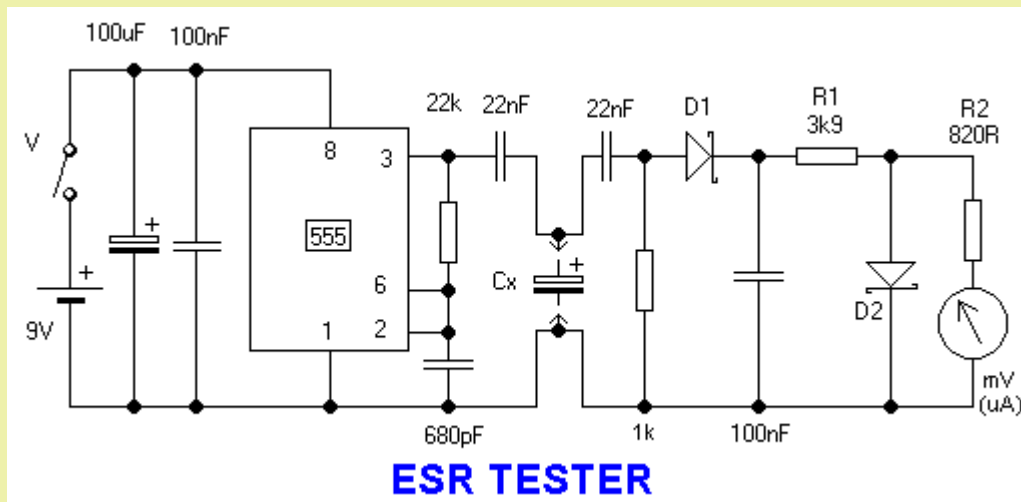 100uF 100nF
22k 22nF 22nF D1 R1
3k9 R2
820R
V
8 3
555
+ + +
6
Cx
D2
9V 1 2
mV
(uA)
680pF 1k 100nF
ESR TESTER